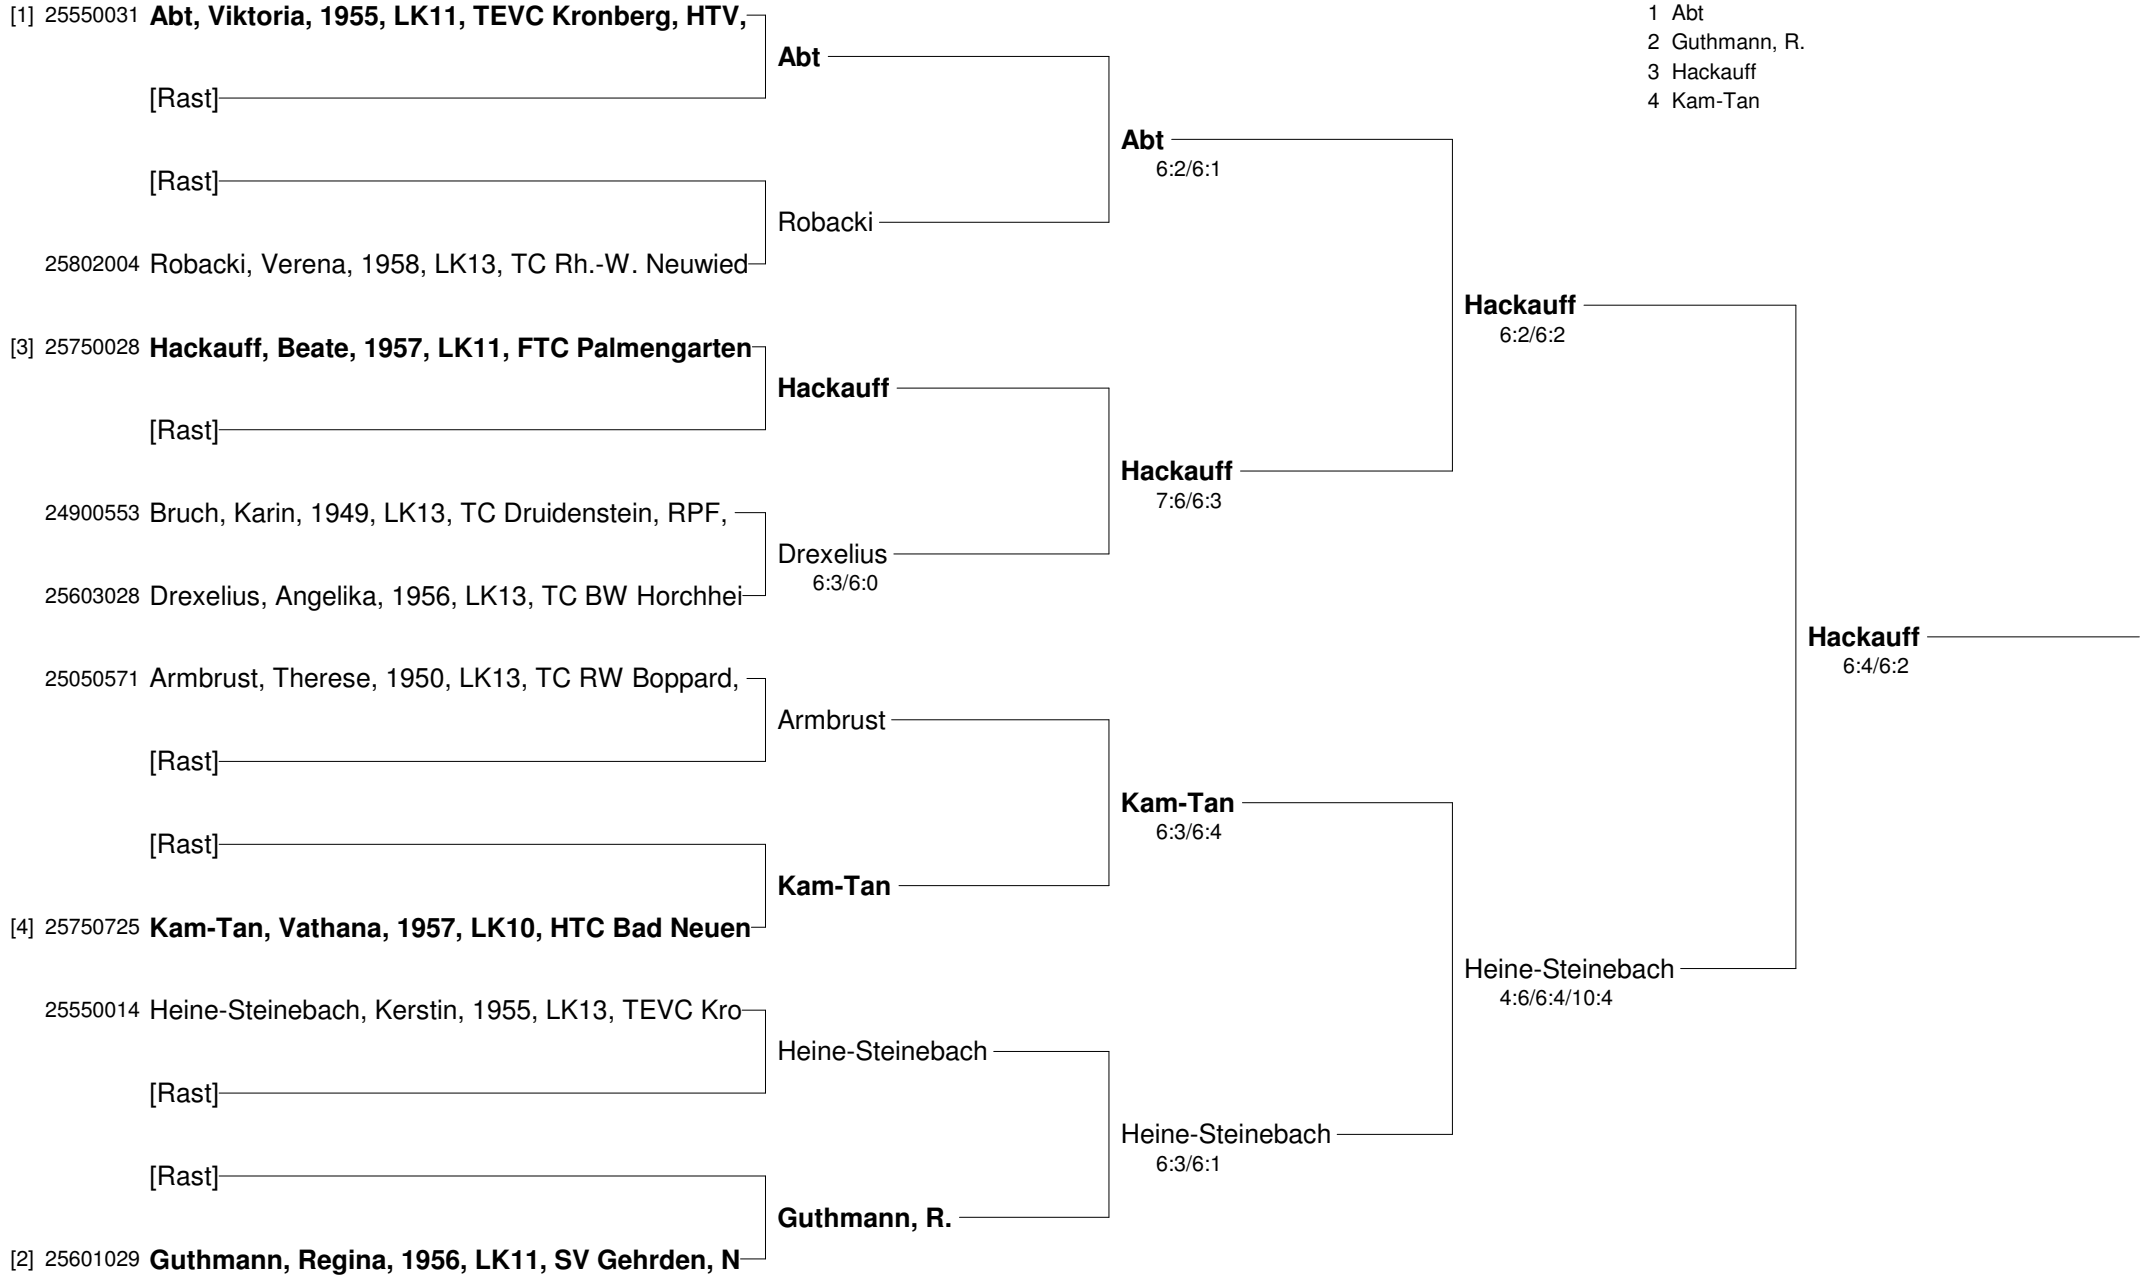 [1] 25550031 Abt, Viktoria, 1955, LK11, TEVC Kronberg, HTV,
1 Abt
2 Guthmann, R.
3 Hackauff
4 Kam-Tan
Abt
[Rast]
Abt
6:2/6:1
[Rast]
Robacki
25802004 Robacki, Verena, 1958, LK13, TC Rh.-W. Neuwied
Hackauff
6:2/6:2
[3] 25750028 Hackauff, Beate, 1957, LK11, FTC Palmengarten
Hackauff
[Rast]
Hackauff
7:6/6:3
24900553 Bruch, Karin, 1949, LK13, TC Druidenstein, RPF,
Drexelius
6:3/6:0
25603028 Drexelius, Angelika, 1956, LK13, TC BW Horchhei
Hackauff
6:4/6:2
25050571 Armbrust, Therese, 1950, LK13, TC RW Boppard,
Armbrust
[Rast]
Kam-Tan
6:3/6:4
[Rast]
Kam-Tan
[4] 25750725 Kam-Tan, Vathana, 1957, LK10, HTC Bad Neuen
Heine-Steinebach
4:6/6:4/10:4
25550014 Heine-Steinebach, Kerstin, 1955, LK13, TEVC Kro
Heine-Steinebach
[Rast]
Heine-Steinebach
6:3/6:1
[Rast]
Guthmann, R.
[2] 25601029 Guthmann, Regina, 1956, LK11, SV Gehrden, N